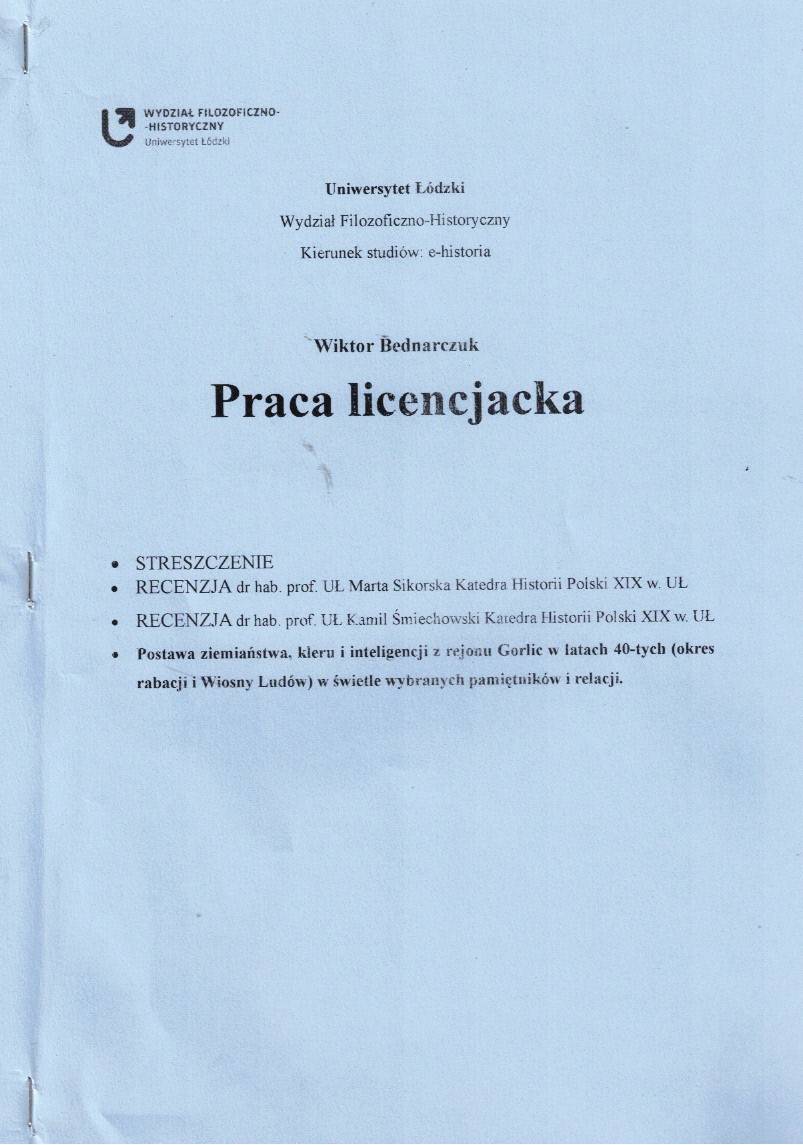 WYDZIAŁ FILOZOFICZNO-
-HISTORYCZNY
Uniwersytet Łódzki
Uniwersytet Łódzki
Wydział Filozoficzno-Historyczny
Kierunek studiów: e-historia
Wiktor Bednarczuk
Praca licencjacka
• STRESZCZENIE
• RECENZJA dr hab. prof. UŁ Marta Sikorska Katedra Historii Polski XIX w. UŁ
• RECENZJA dr hab. prof. UŁ Kamil Śmiechowski Katedra Historii Polski XIX w. UŁ
• Postawa ziemiaństwa, kleru i inteligencji z rejonu Gorlic w latach 40-tych (okres
rabacji i Wiosny Ludów) w świetle wybranych pamiętników i relacji.